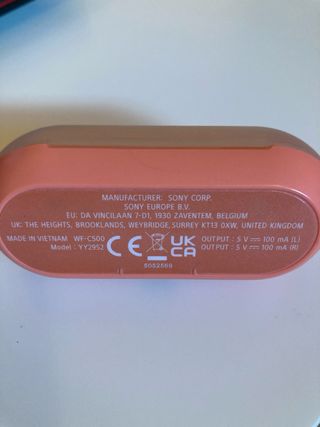 MANUFACTURER: SONY CORP.
SONY EUROPE B.V.
EU: DA VINCILAAN 7-D1, 1930 ZAVENTEM, BELGIUM
UK: THE HEIGHTS, BROOKLANDS, WEYBRIDGE, SURREY KT13 0XW, UNITED KINGDOM
MADE IN VIETNAM WF-C500
Model: YY2952
CE
UK
CA
OUTPUT: 5 V ⎓ 100 mA (L)
OUTPUT: 5 V ⎓ 100 mA (R)
5052569